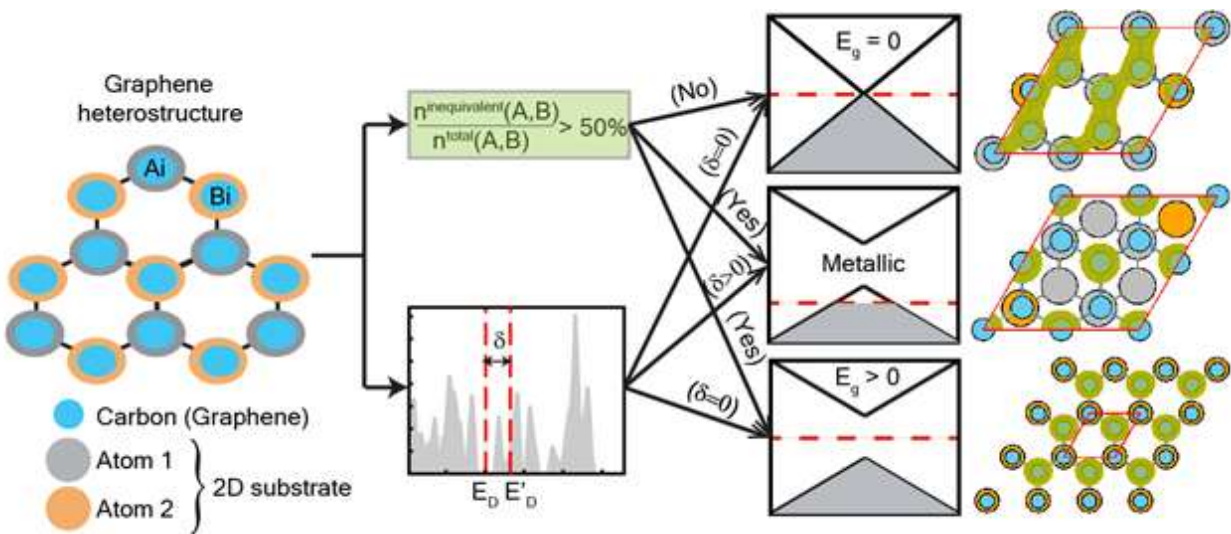 Graphene
heterostructure
Ai
Bi
Carbon (Graphene)
Atom 1
Atom 2
2D substrate
n^inequivalent(A,B)
n^total(A,B)
> 50%
δ
E_D E'_D
(No)
(δ=0)
(Yes)
(δ>0)
(Yes)
(δ=0)
E_g = 0
Metallic
E_g > 0